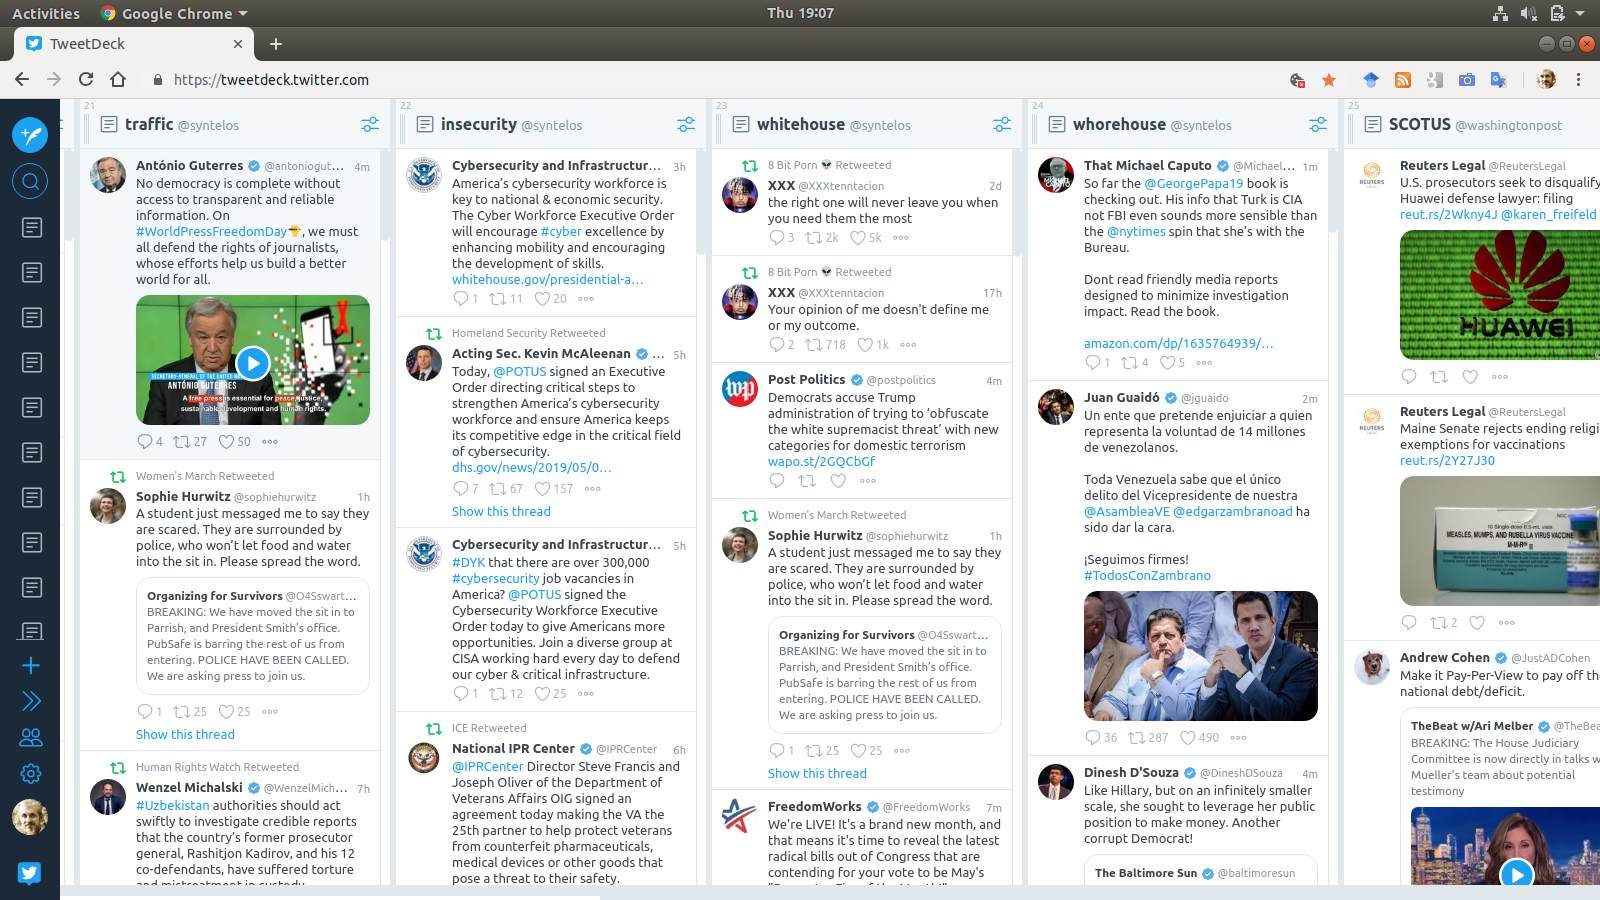 Activities
Google Chrome
Thu 19:07
TweetDeck
https://tweetdeck.twitter.com
21
traffic @syntelos
António Guterres @antoniogut... 4m
No democracy is complete without
access to transparent and reliable
information. On
#WorldPressFreedomDay, we must
all defend the rights of journalists,
whose efforts help us build a better
world for all.
SECRETARY-GENERAL OF THE UNITED NA
ANTÓNIO GUTERRES
A free press is essential for peace, justice,
sustainable development and human rights.
4 27 50
Women's March Retweeted
Sophie Hurwitz @sophiehurwitz 1h
A student just messaged me to say they
are scared. They are surrounded by
police, who won't let food and water
into the sit in. Please spread the word.
Organizing for Survivors @O4Sswart...
BREAKING: We have moved the sit in to
Parrish, and President Smith's office.
PubSafe is barring the rest of us from
entering. POLICE HAVE BEEN CALLED.
We are asking press to join us.
1 25 25
Show this thread
Human Rights Watch Retweeted
Wenzel Michalski @WenzelMich... 7h
#Uzbekistan authorities should act
swiftly to investigate credible reports
that the country's former prosecutor
general, Rashitjon Kadirov, and his 12
co-defendants, have suffered torture
and mistreatment in custody
22
insecurity @syntelos
Cybersecurity and Infrastructur... 3h
America's cybersecurity workforce is
key to national & economic security.
The Cyber Workforce Executive Order
will encourage #cyber excellence by
enhancing mobility and encouraging
the development of skills.
whitehouse.gov/presidential-a...
1 11 20
Homeland Security Retweeted
Acting Sec. Kevin McAleenan ... 5h
Today, @POTUS signed an Executive
Order directing critical steps to
strengthen America's cybersecurity
workforce and ensure America keeps
its competitive edge in the critical field
of cybersecurity.
dhs.gov/news/2019/05/0...
7 67 157
Show this thread
Cybersecurity and Infrastructur... 5h
#DYK that there are over 300,000
#cybersecurity job vacancies in
America? @POTUS signed the
Cybersecurity Workforce Executive
Order today to give Americans more
opportunities. Join a diverse group at
CISA working hard every day to defend
our cyber & critical infrastructure.
1 12 25
ICE Retweeted
National IPR Center @IPRCenter 6h
@IPRCenter Director Steve Francis and
Joseph Oliver of the Department of
Veterans Affairs OIG signed an
agreement today making the VA the
25th partner to help protect veterans
from counterfeit pharmaceuticals,
medical devices or other goods that
pose a threat to their safety.
23
whitehouse @syntelos
8 Bit Porn Retweeted
XXX @XXXtenntacion 2d
the right one will never leave you when
you need them the most
3 2k 5k
8 Bit Porn Retweeted
XXX @XXXtenntacion 17h
Your opinion of me doesn't define me
or my outcome.
2 718 1k
wp
Post Politics @postpolitics 4m
Democrats accuse Trump
administration of trying to 'obfuscate
the white supremacist threat' with new
categories for domestic terrorism
wapo.st/2GQCbGf
Women's March Retweeted
Sophie Hurwitz @sophiehurwitz 1h
A student just messaged me to say they
are scared. They are surrounded by
police, who won't let food and water
into the sit in. Please spread the word.
Organizing for Survivors @O4Sswart...
BREAKING: We have moved the sit in to
Parrish, and President Smith's office.
PubSafe is barring the rest of us from
entering. POLICE HAVE BEEN CALLED.
We are asking press to join us.
1 25 25
Show this thread
FreedomWorks @FreedomWorks 7m
We're LIVE! It's a brand new month, and
that means it's time to reveal the latest
radical bills out of Congress that are
contending for your vote to be May's
24
whorehouse @syntelos
That Michael Caputo @Michael... 1m
So far the @GeorgePapa19 book is
checking out. His info that Turk is CIA
not FBI even sounds more sensible than
the @nytimes spin that she's with the
Bureau.
Dont read friendly media reports
designed to minimize investigation
impact. Read the book.
amazon.com/dp/1635764939/...
1 4 5
Juan Guaidó @jguaido 2m
Un ente que pretende enjuiciar a quien
representa la voluntad de 14 millones
de venezolanos.
Toda Venezuela sabe que el único
delito del Vicepresidente de nuestra
@AsambleaVE @edgarzambranoad ha
sido dar la cara.
¡Seguimos firmes!
#TodosConZambrano
36 287 490
Dinesh D'Souza @DineshDSouza 4m
Like Hillary, but on an infinitely smaller
scale, she sought to leverage her public
position to make money. Another
corrupt Democrat!
The Baltimore Sun @baltimoresun
25
SCOTUS @washingtonpost
REUTERS
Reuters Legal @ReutersLegal
U.S. prosecutors seek to disqualify
Huawei defense lawyer: filing
reut.rs/2Wkny4J @karen_freifeld
HUAWEI
REUTERS
Reuters Legal @ReutersLegal
Maine Senate rejects ending religi
exemptions for vaccinations
reut.rs/2Y27J30
10 Single-dose 0.5-mL vials
MEASLES, MUMPS, AND RUBELLA VIRUS VACCINE
M-M-R II
2
Andrew Cohen @JustADCohen
Make it Pay-Per-View to pay off the
national debt/deficit.
TheBeat w/Ari Melber @TheBea
BREAKING: The House Judiciary
Committee is now directly in talks w
Mueller's team about potential
testimony